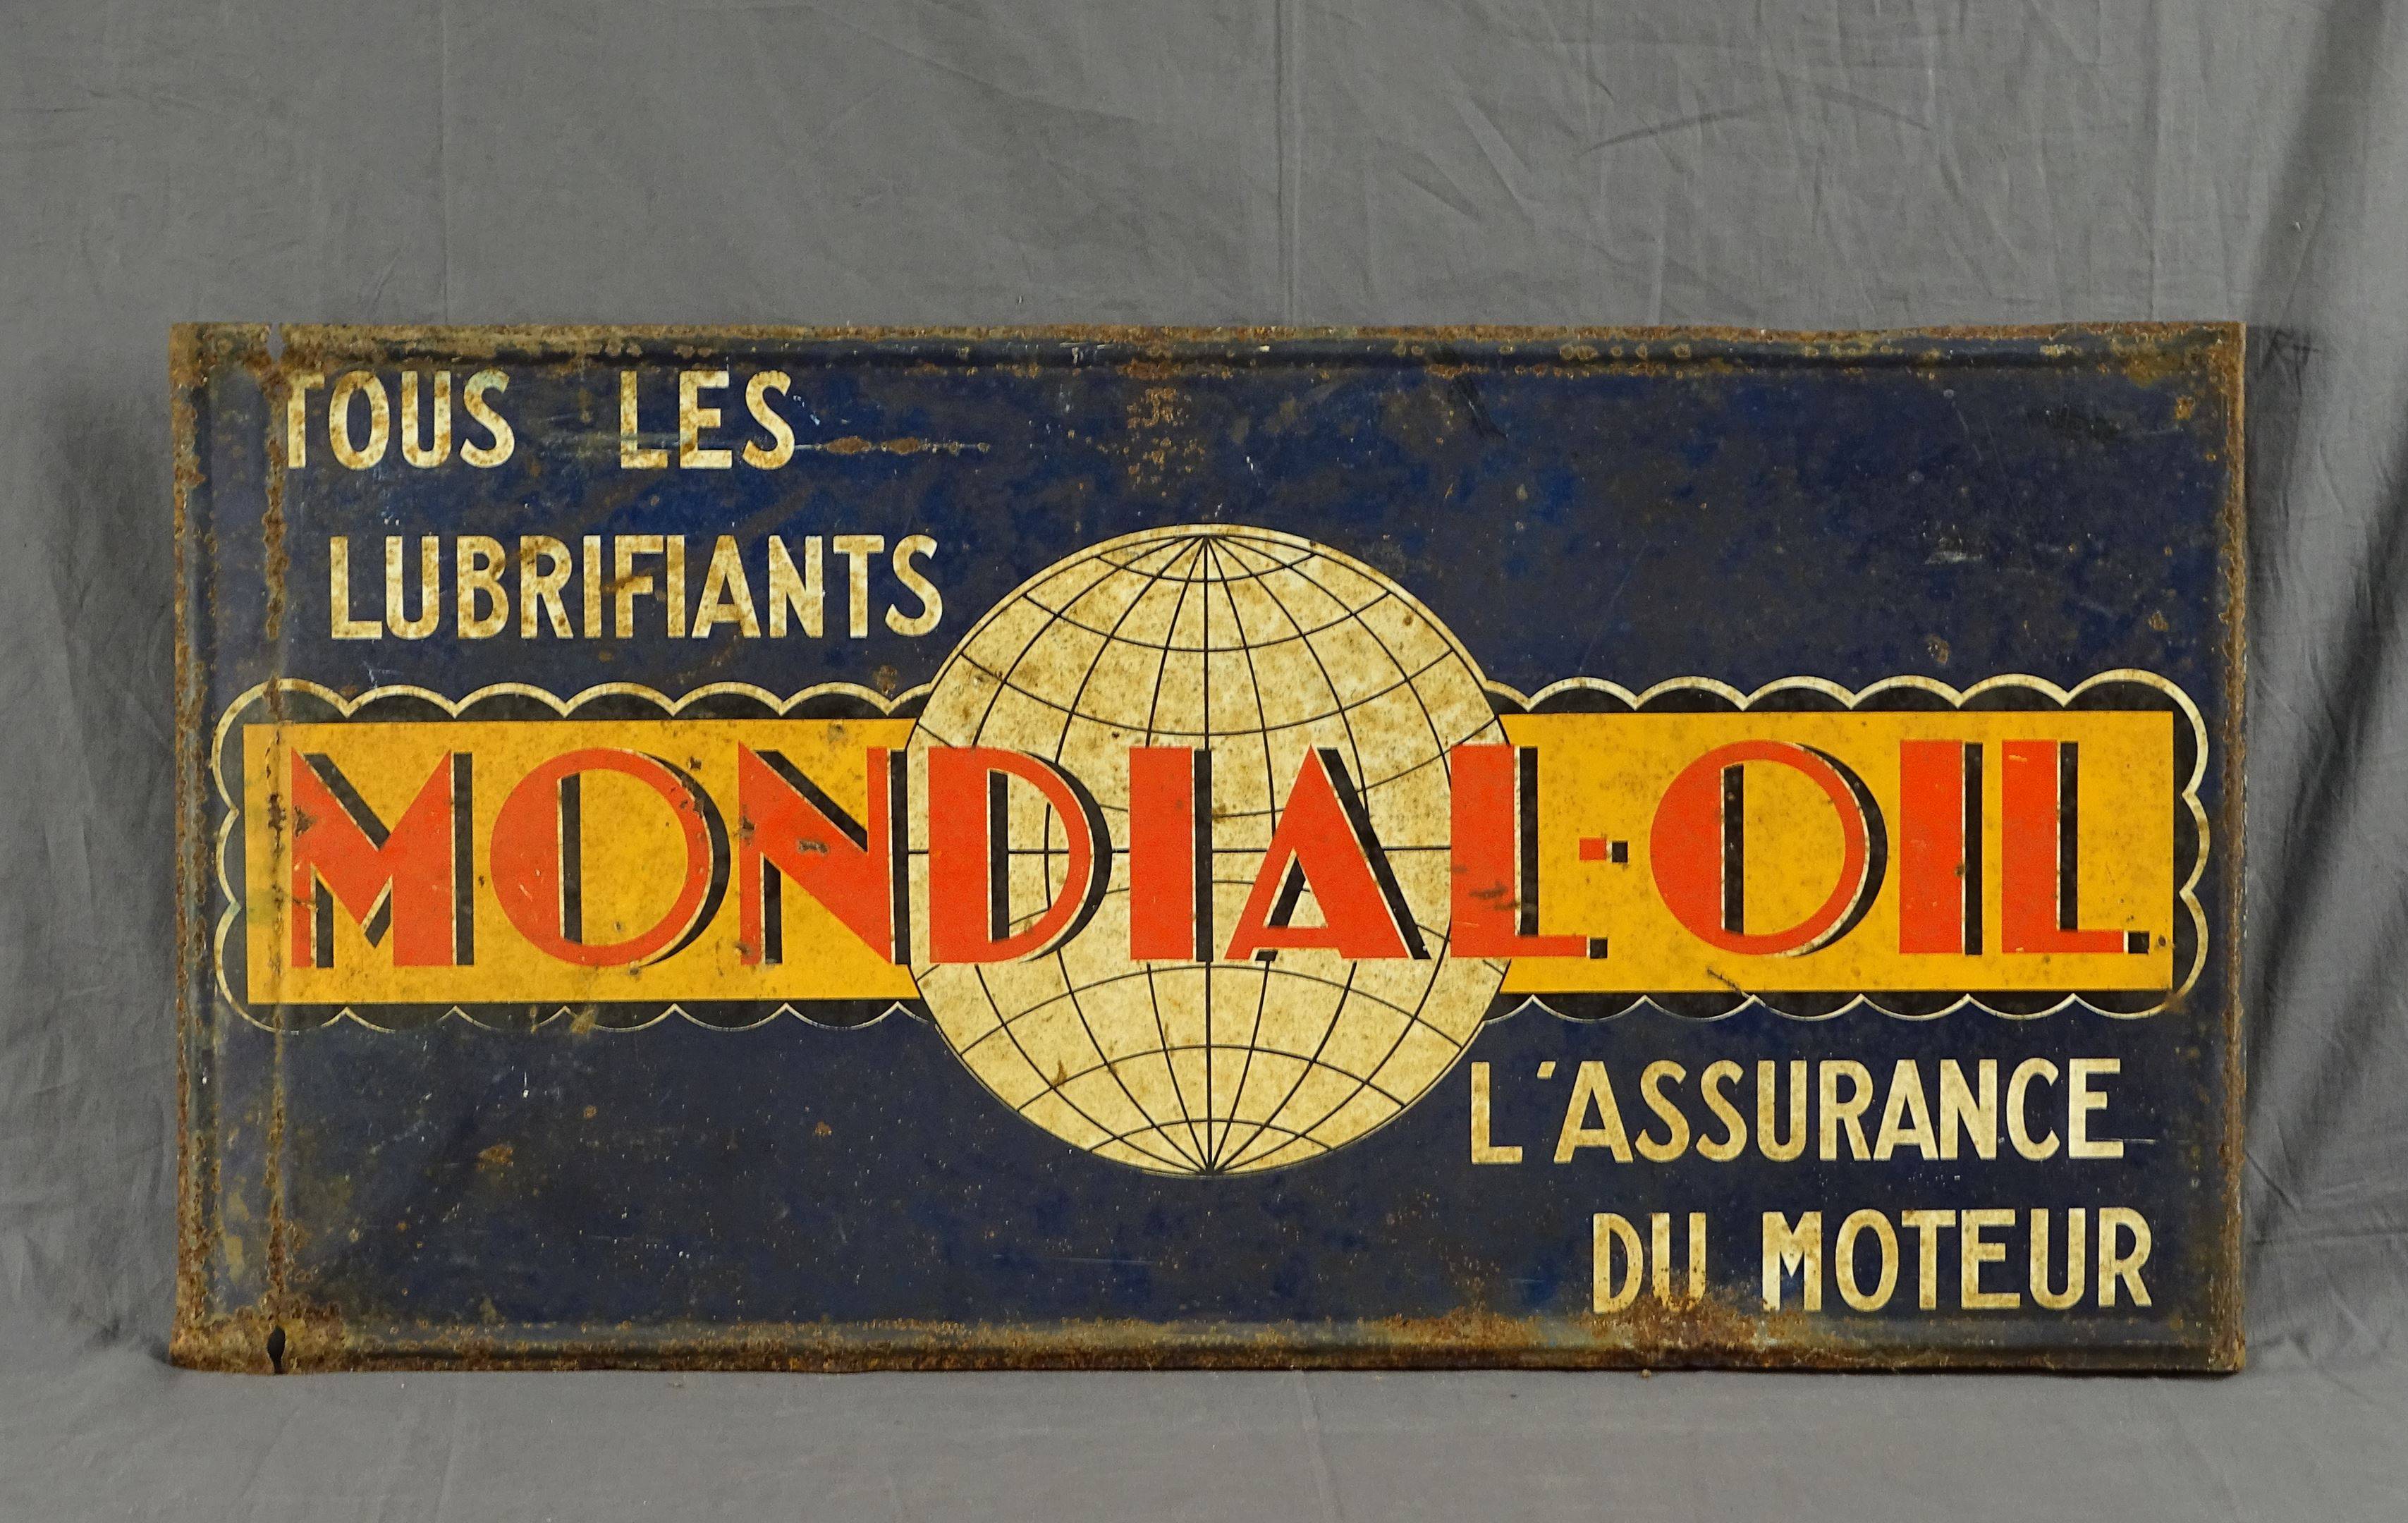 TOUS LES
LUBRIFIANTS
MONDIAL-OIL
L'ASSURANCE
DU MOTEUR